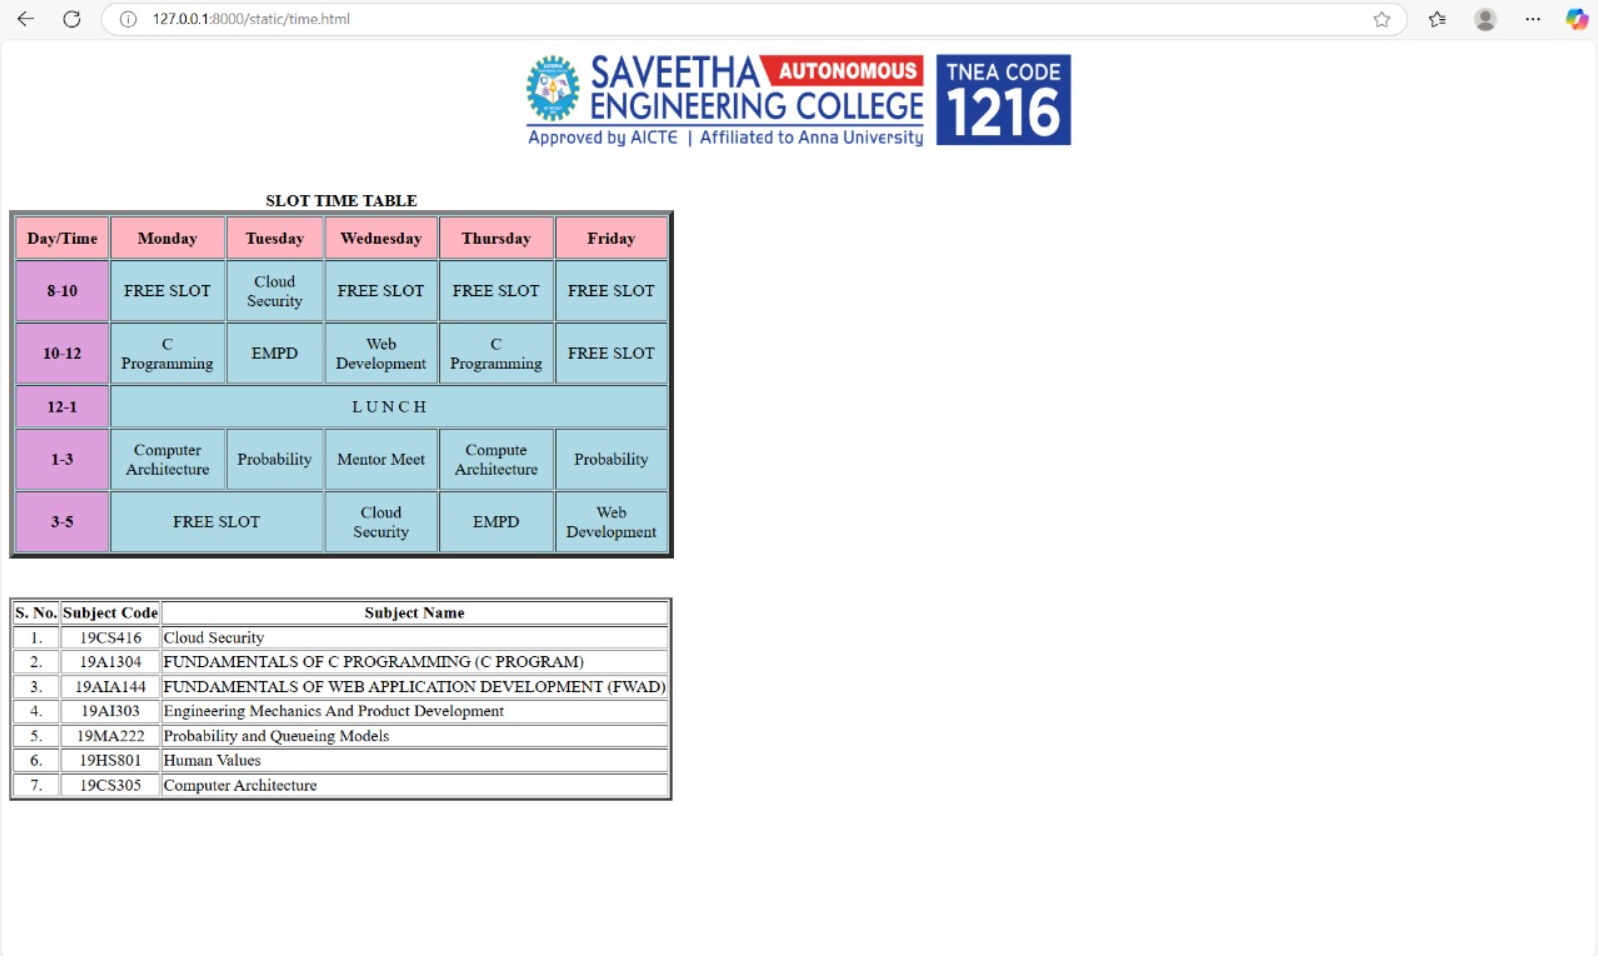 127.0.0.1:8000/static/time.html
SAVEETHA AUTONOMOUS
ENGINEERING COLLEGE
Approved by AICTE | Affiliated to Anna University
TNEA CODE
1216
SLOT TIME TABLE
Day/Time Monday Tuesday Wednesday Thursday Friday
8-10 FREE SLOT Cloud Security FREE SLOT FREE SLOT FREE SLOT
10-12 C Programming EMPD Web Development C Programming FREE SLOT
12-1 L U N C H
1-3 Computer Architecture Probability Mentor Meet Compute Architecture Probability
3-5 FREE SLOT Cloud Security EMPD Web Development
S. No. Subject Code Subject Name
1. 19CS416 Cloud Security
2. 19A1304 FUNDAMENTALS OF C PROGRAMMING (C PROGRAM)
3. 19AIA144 FUNDAMENTALS OF WEB APPLICATION DEVELOPMENT (FWAD)
4. 19AI303 Engineering Mechanics And Product Development
5. 19MA222 Probability and Queueing Models
6. 19HS801 Human Values
7. 19CS305 Computer Architecture